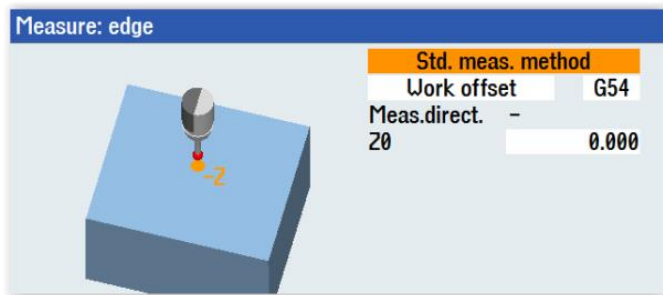 Measure: edge
Std. meas. method
Work offset G54
Meas.direct. -
Z0 0.000
-Z